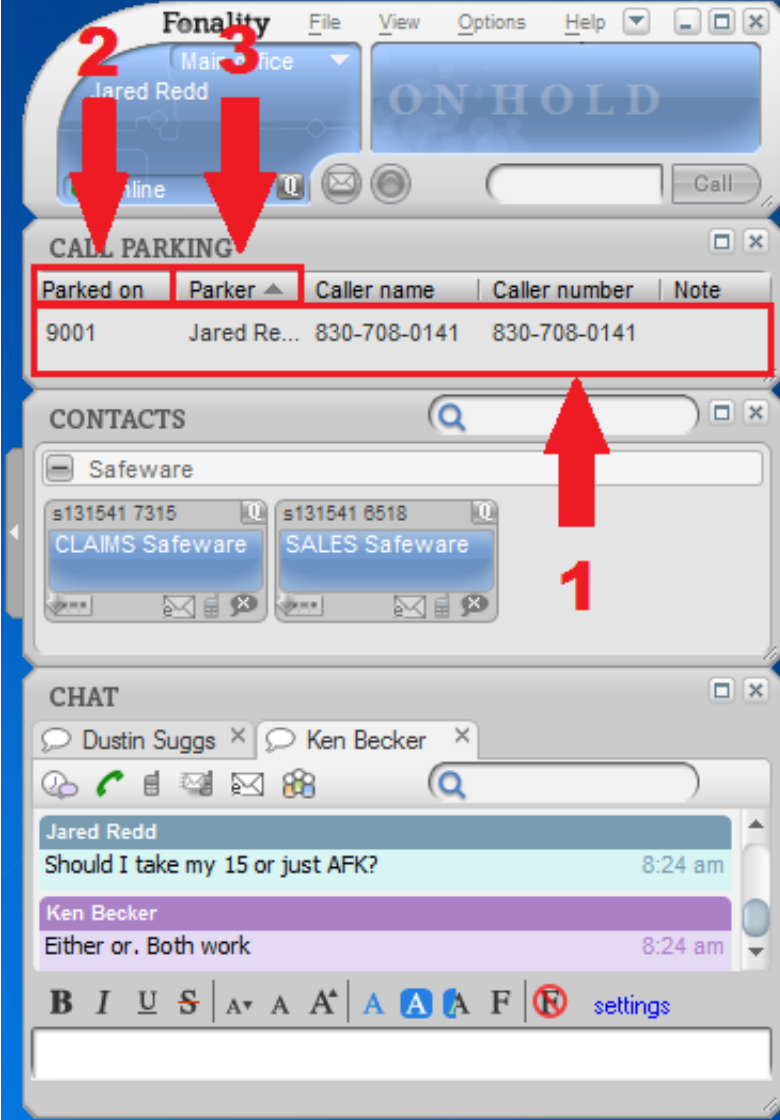 Fonality File View Options Help
2 3
Main office
Jared Redd
ON HOLD
Call
CALL PARKING
Parked on Parker Caller name Caller number Note
9001 Jared Re... 830-708-0141 830-708-0141
CONTACTS
Safeware
s131541 7315 s131541 6518
CLAIMS Safeware SALES Safeware
1
CHAT
Dustin Suggs Ken Becker
Jared Redd
Should I take my 15 or just AFK? 8:24 am
Ken Becker
Either or. Both work 8:24 am
B I U S A A A A A A F F settings